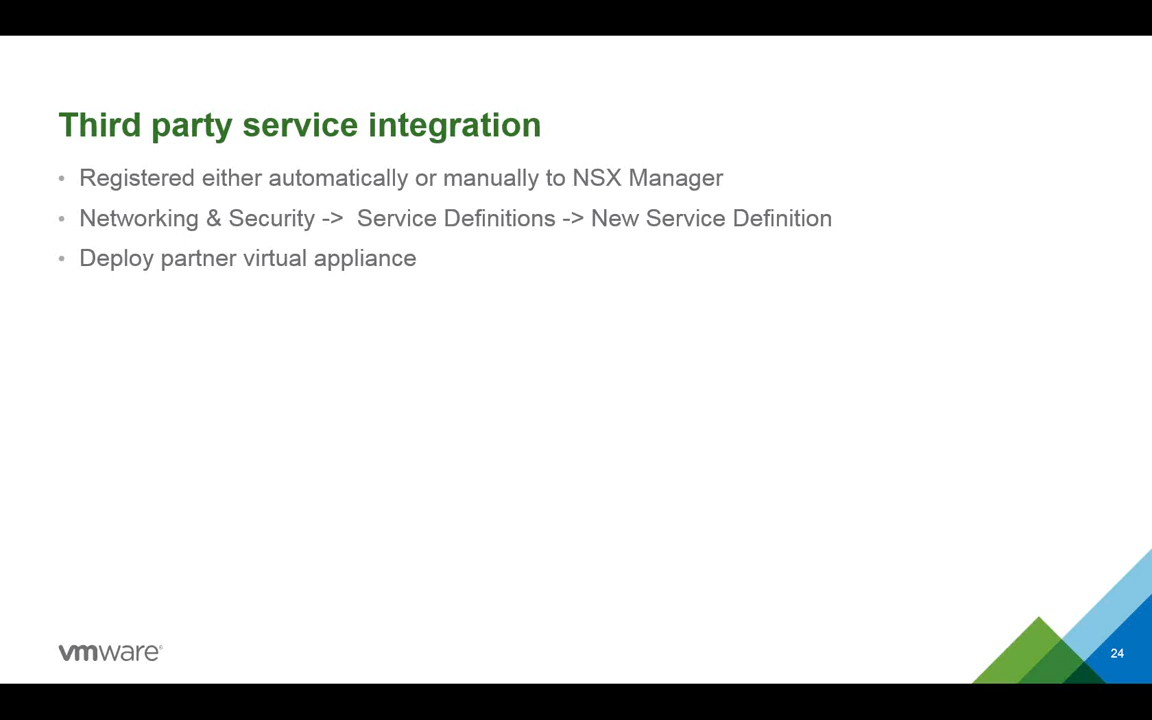 Third party service integration
• Registered either automatically or manually to NSX Manager
• Networking & Security ->  Service Definitions -> New Service Definition
• Deploy partner virtual appliance
vmware®
24